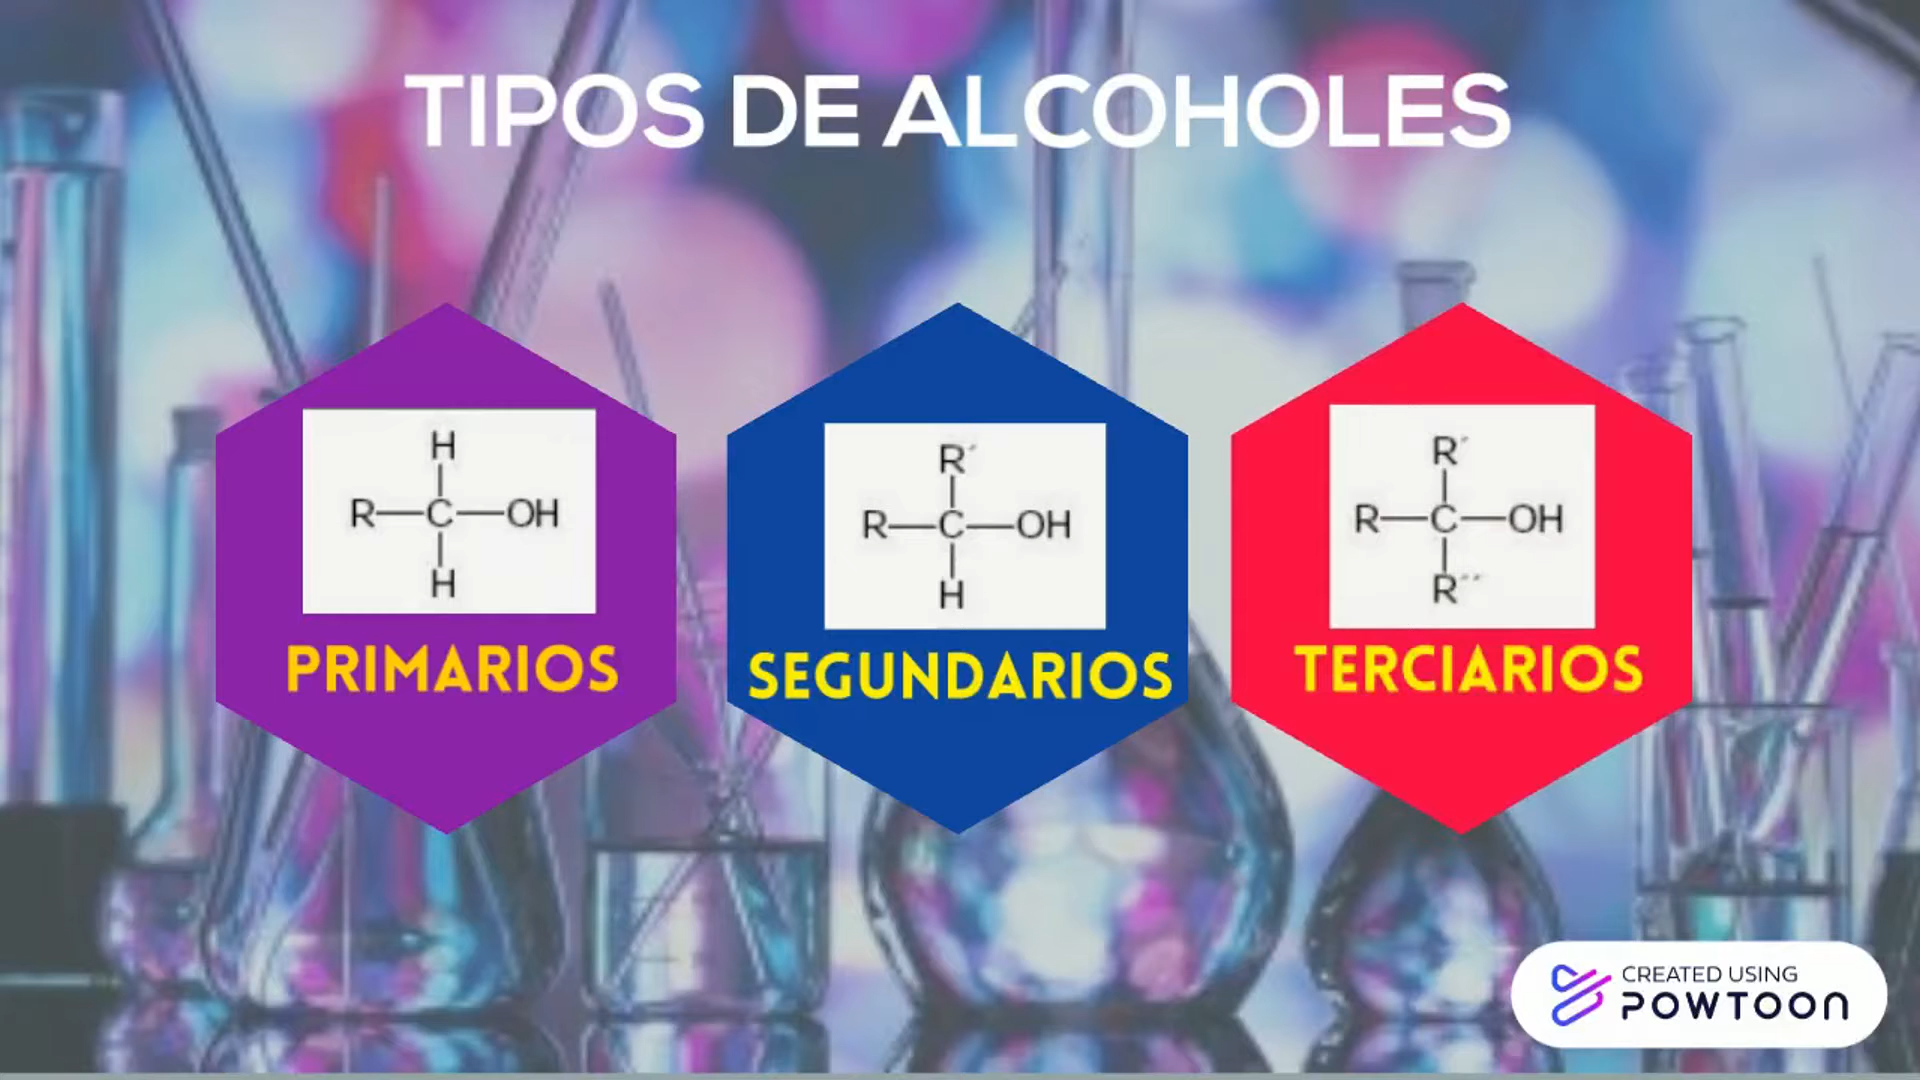 TIPOS DE ALCOHOLES
H
R—C—OH
H
PRIMARIOS
R´
R—C—OH
H
SEGUNDARIOS
R´
R—C—OH
R´´
TERCIARIOS
CREATED USING
POWTOON